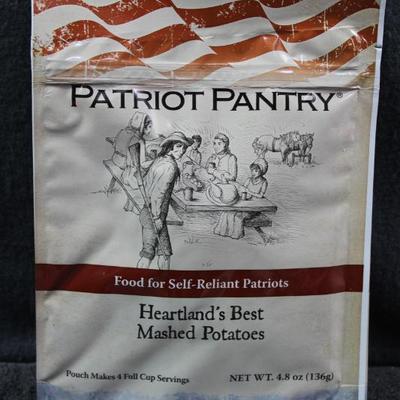 PATRIOT PANTRY®
Food for Self-Reliant Patriots
Heartland's Best
Mashed Potatoes
Pouch Makes 4 Full Cup Servings NET WT. 4.8 oz (136g)